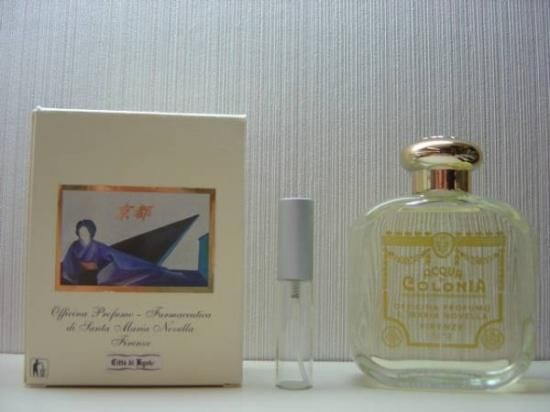 京都
Officina Profumo - Farmaceutica
di Santa Maria Novella
Firenze
Città di Kyoto
ACQUA
DI
COLONIA
OFFICINA PROFUMO
MARIA NOVELLA
FIRENZE